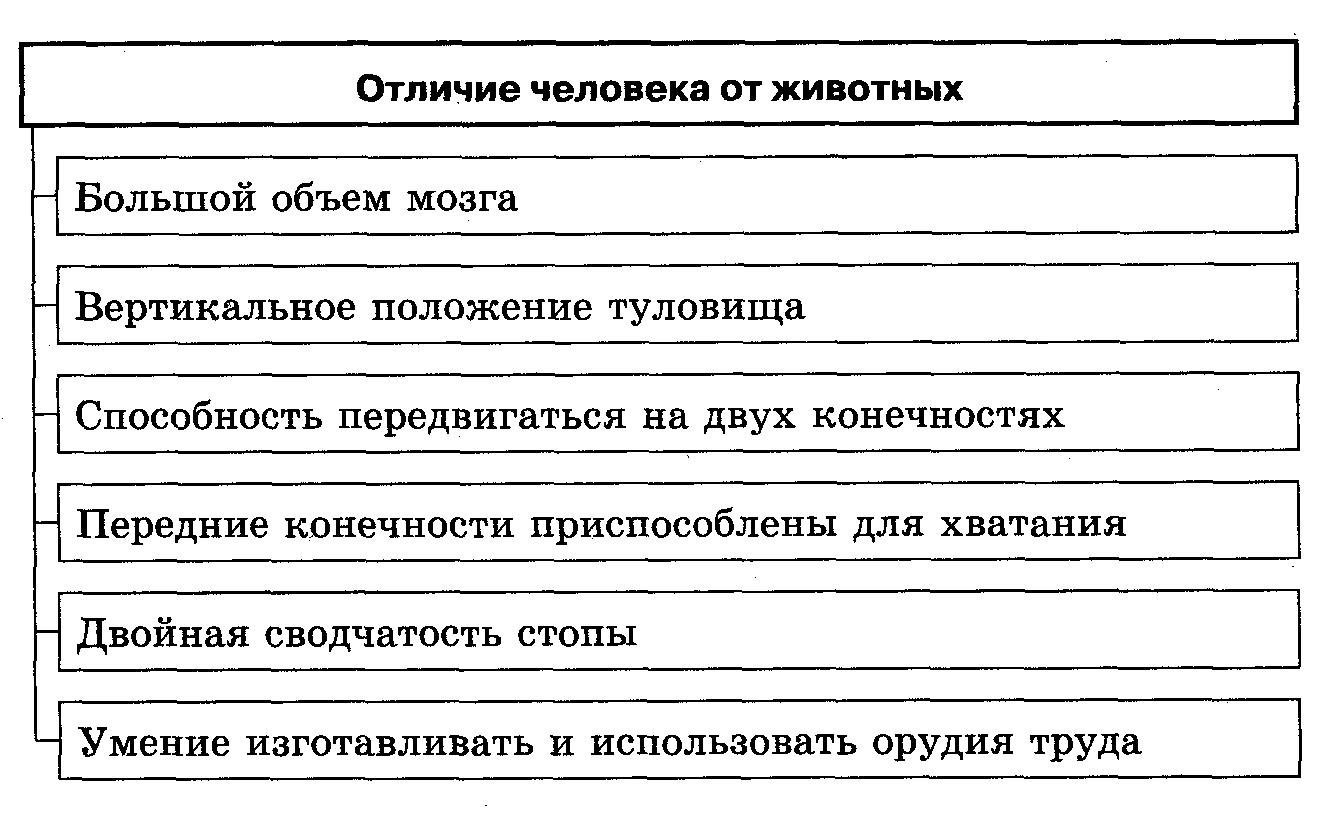 Отличие человека от животных
Большой объем мозга
Вертикальное положение туловища
Способность передвигаться на двух конечностях
Передние конечности приспособлены для хватания
Двойная сводчатость стопы
Умение изготавливать и использовать орудия труда